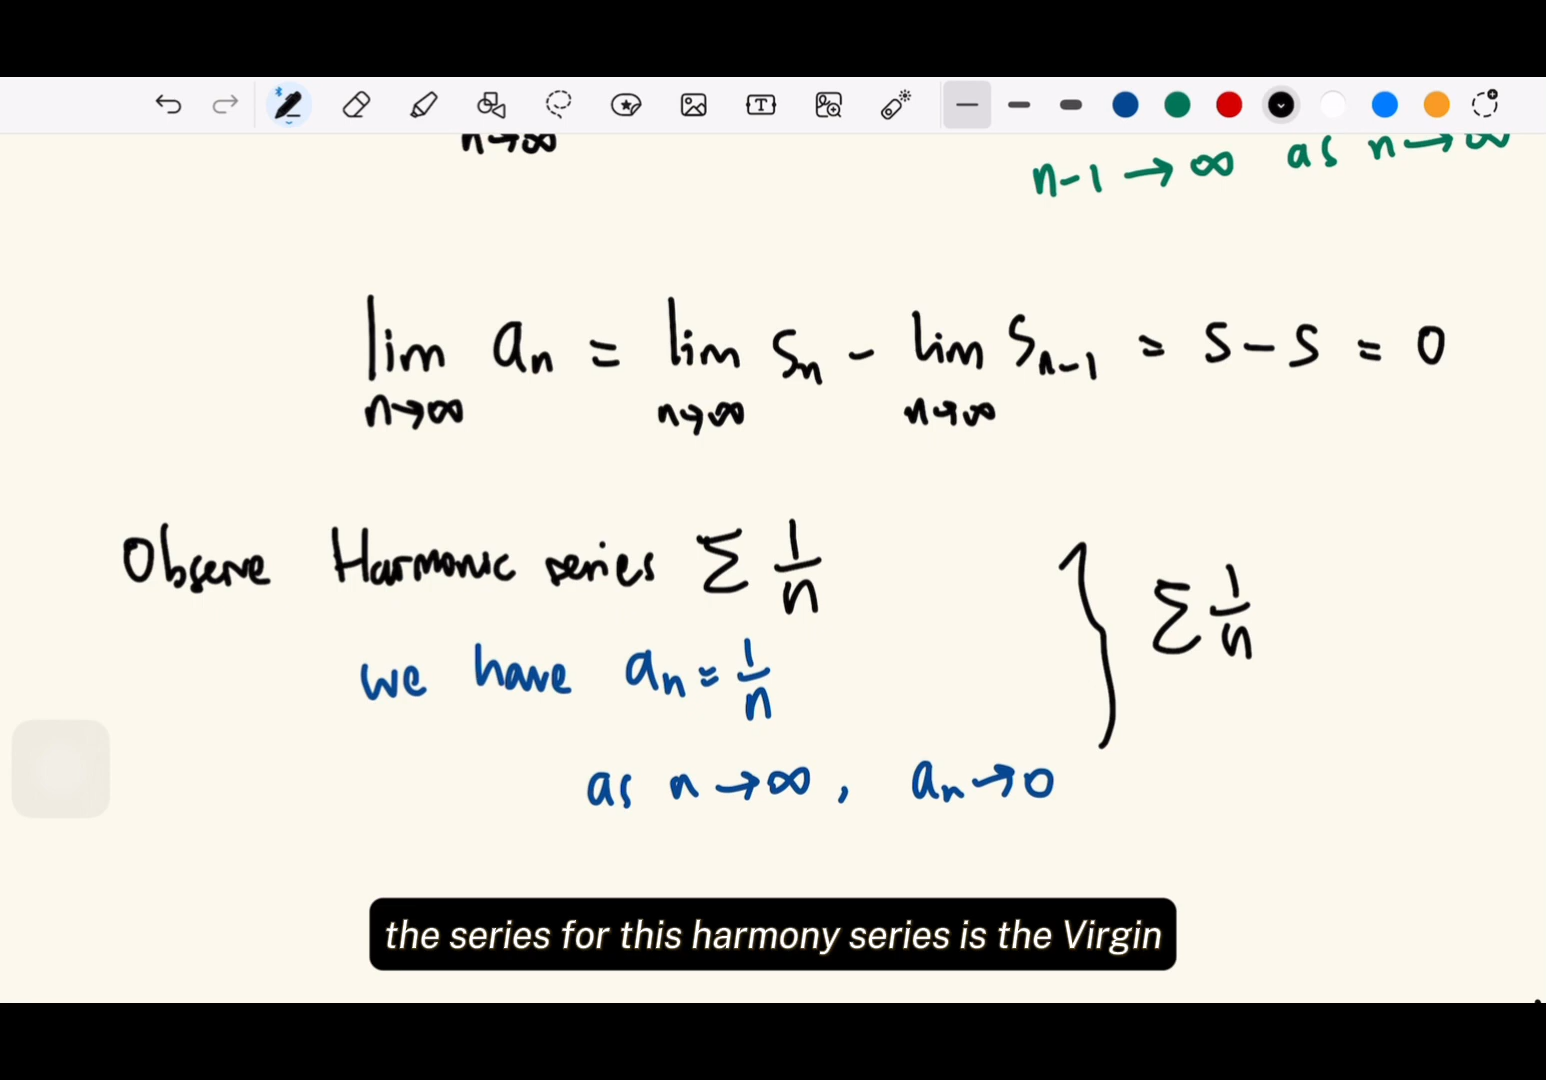 n→∞
n-1 → ∞ as n → ∞
lim aₙ = lim Sₙ - lim Sₙ₋₁ = S - S = 0
n→∞ n→∞ n→∞
Observe Harmonic series Σ 1/n
Σ 1/n
we have aₙ = 1/n
as n → ∞, aₙ → 0
the series for this harmony series is the Virgin